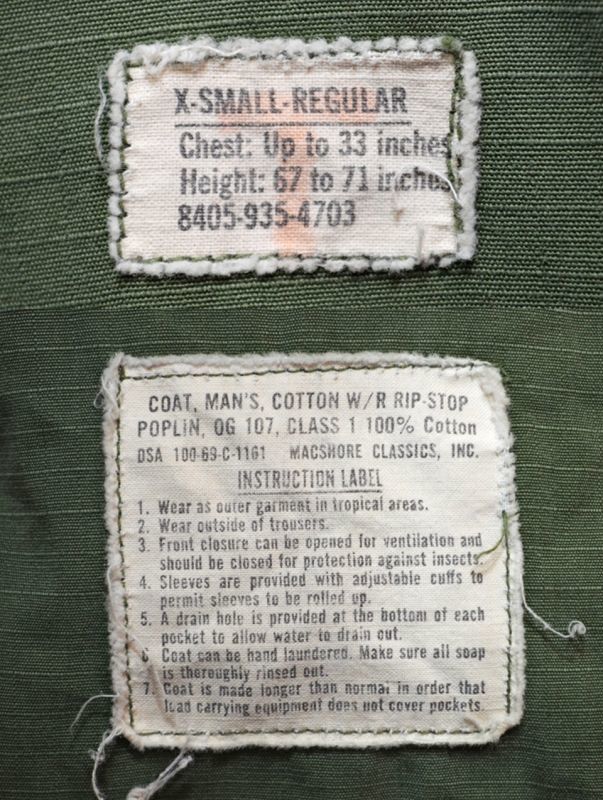 X-SMALL-REGULAR
Chest: Up to 33 inches
Height: 67 to 71 inches
8405-935-4703
COAT, MAN'S, COTTON W/R RIP-STOP
POPLIN, OG 107, CLASS 1 100% Cotton
DSA 100-69-C-1161 MACSHORE CLASSICS, INC.
INSTRUCTION LABEL
1. Wear as outer garment in tropical areas.
2. Wear outside of trousers.
3. Front closure can be opened for ventilation and
should be closed for protection against insects.
4. Sleeves are provided with adjustable cuffs to
permit sleeves to be rolled up.
5. A drain hole is provided at the bottom of each
pocket to allow water to drain out.
6 Coat can be hand laundered. Make sure all soap
is thoroughly rinsed out.
7. Coat is made longer than normal in order that
load carrying equipment does not cover pockets.